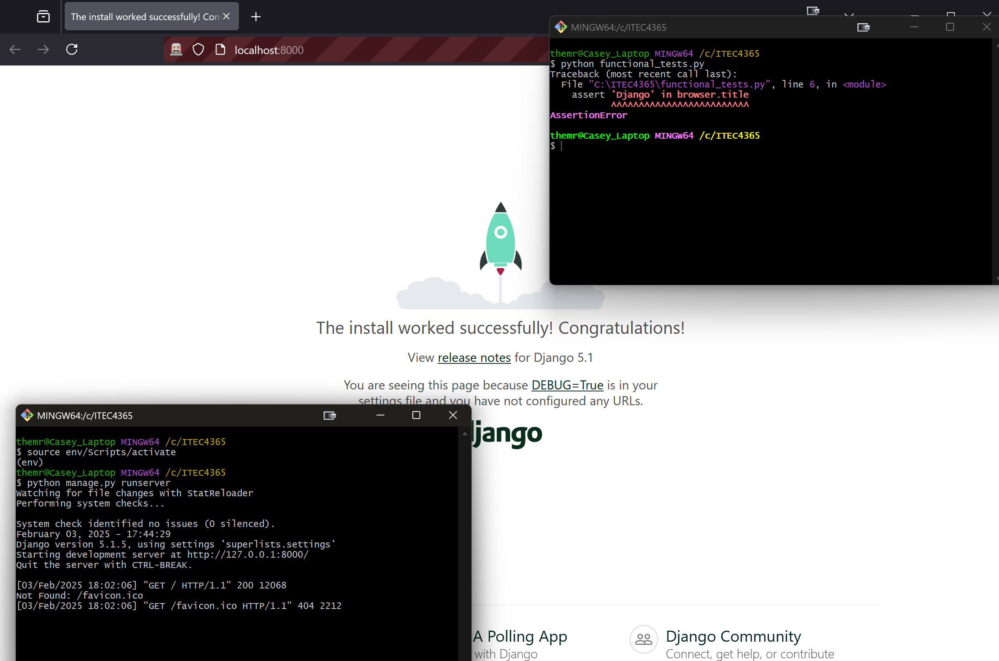 The install worked successfully! Con
localhost:8000
MINGW64:/c/ITEC4365
themr@Casey_Laptop MINGW64 /c/ITEC4365
$ python functional_tests.py
Traceback (most recent call last):
  File "C:\ITEC4365\functional_tests.py", line 6, in <module>
    assert 'Django' in browser.title
           ^^^^^^^^^^^^^^^^^^^^^^^^^
AssertionError
themr@Casey_Laptop MINGW64 /c/ITEC4365
$
The install worked successfully! Congratulations!
View release notes for Django 5.1
You are seeing this page because DEBUG=True is in your
settings file and you have not configured any URLs.
django
MINGW64:/c/ITEC4365
themr@Casey_Laptop MINGW64 /c/ITEC4365
$ source env/Scripts/activate
(env)
themr@Casey_Laptop MINGW64 /c/ITEC4365
$ python manage.py runserver
Watching for file changes with StatReloader
Performing system checks...
System check identified no issues (0 silenced).
February 03, 2025 - 17:44:29
Django version 5.1.5, using settings 'superlists.settings'
Starting development server at http://127.0.0.1:8000/
Quit the server with CTRL-BREAK.
[03/Feb/2025 18:02:06] "GET / HTTP/1.1" 200 12068
Not Found: /favicon.ico
[03/Feb/2025 18:02:06] "GET /favicon.ico HTTP/1.1" 404 2212
A Polling App
with Django
Django Community
Connect, get help, or contribute